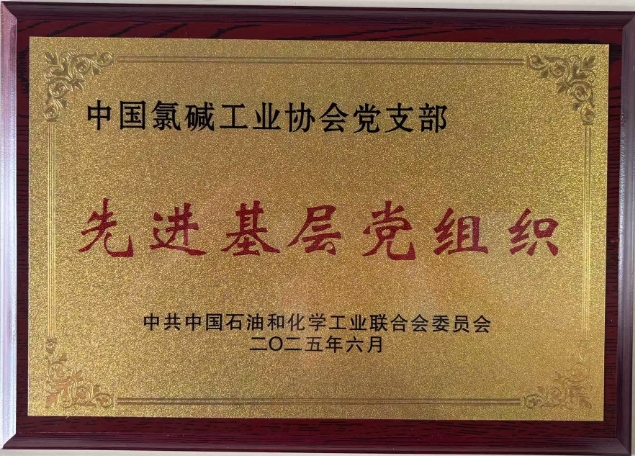 中国氯碱工业协会党支部
先进基层党组织
中共中国石油和化学工业联合会委员会
二〇二五年六月